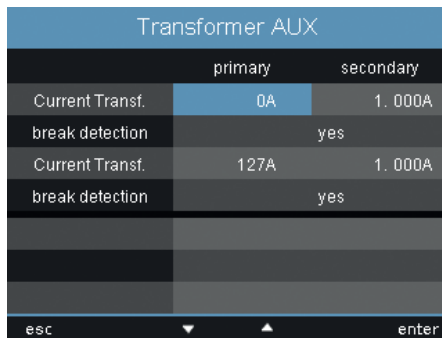 Transformer AUX
primary secondary
Current Transf. 0A 1. 000A
break detection yes
Current Transf. 127A 1. 000A
break detection yes
esc ▼ ▲ enter